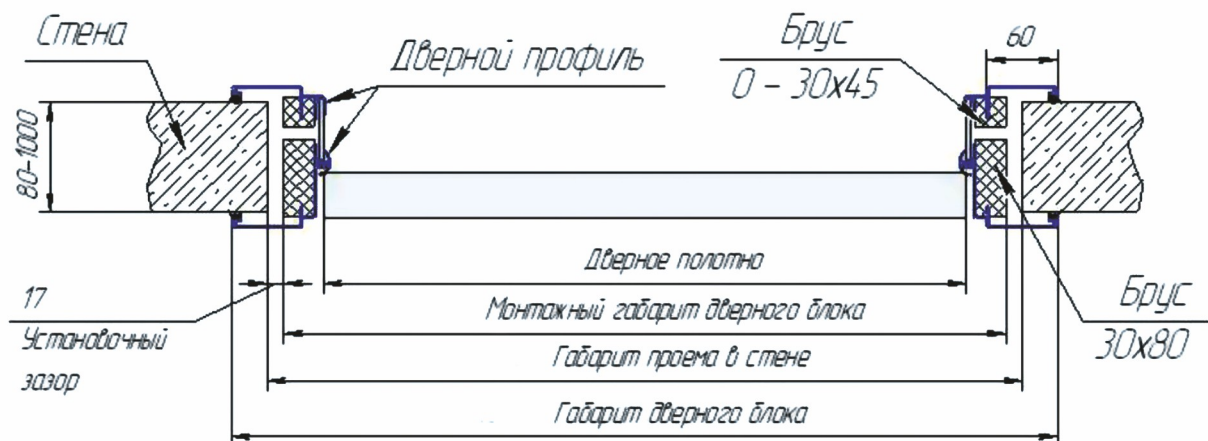 Стена
Дверной профиль
Брус
0 - 30х45
60
80-1000
17
Установочный
зазор
Дверное полотно
Монтажный габарит дверного блока
Габарит проема в стене
Габарит дверного блока
Брус
30х80